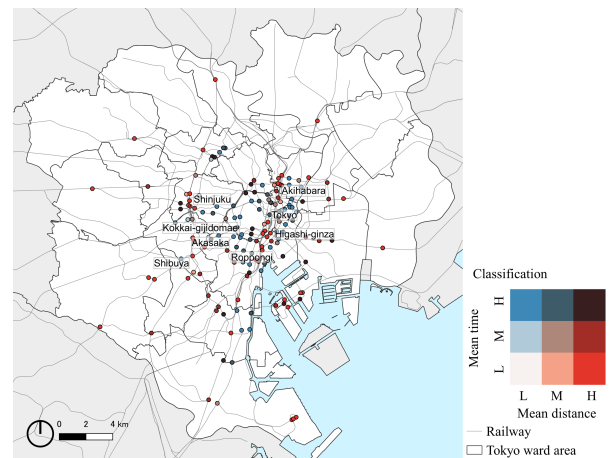 Akihabara
Shinjuku
Tokyo
Kokkai-gijidomae
Higashi-ginza
Akasaka
Roppongi
Shibuya
Classification
Mean time
H
M
L
L M H
Mean distance
Railway
Tokyo ward area
0 2 4 km